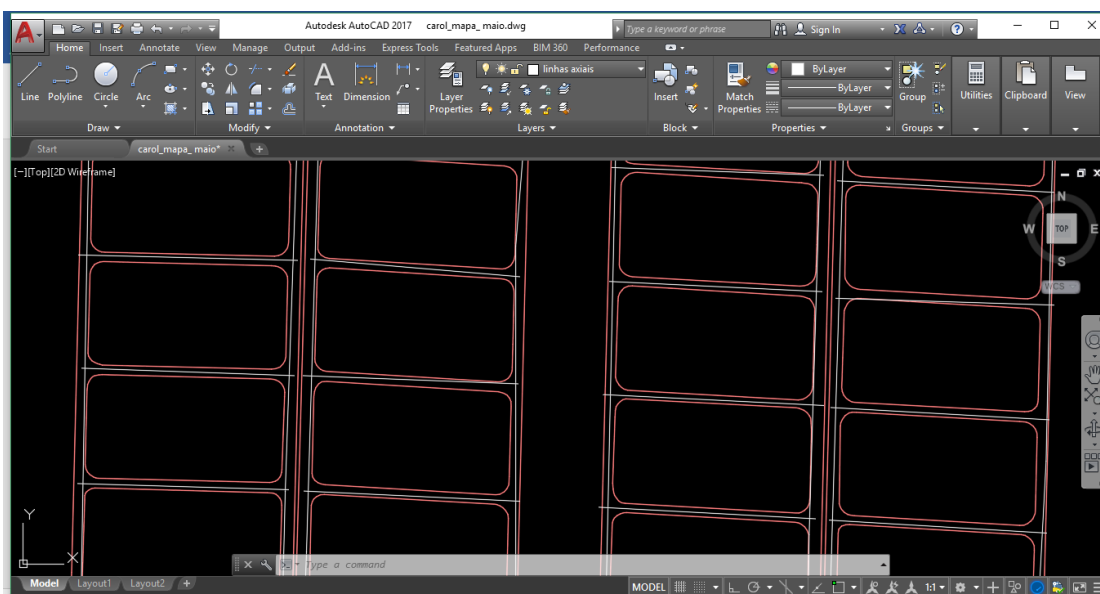 Autodesk AutoCAD 2017 carol_mapa_ maio.dwg
Type a keyword or phrase
Sign In
Home Insert Annotate View Manage Output Add-ins Express Tools Featured Apps BIM 360 Performance
Line Polyline Circle Arc
Draw
Modify
Text Dimension
Annotation
Layer Properties
linhas axiais
Layers
Insert
Block
Match Properties
ByLayer
ByLayer
ByLayer
Properties
Group
Groups
Utilities
Clipboard
View
Start carol_mapa_ maio* +
[−][Top][2D Wireframe]
N
W TOP E
S
WCS
Y
X
Type a command
Model Layout1 Layout2 +
MODEL 1:1